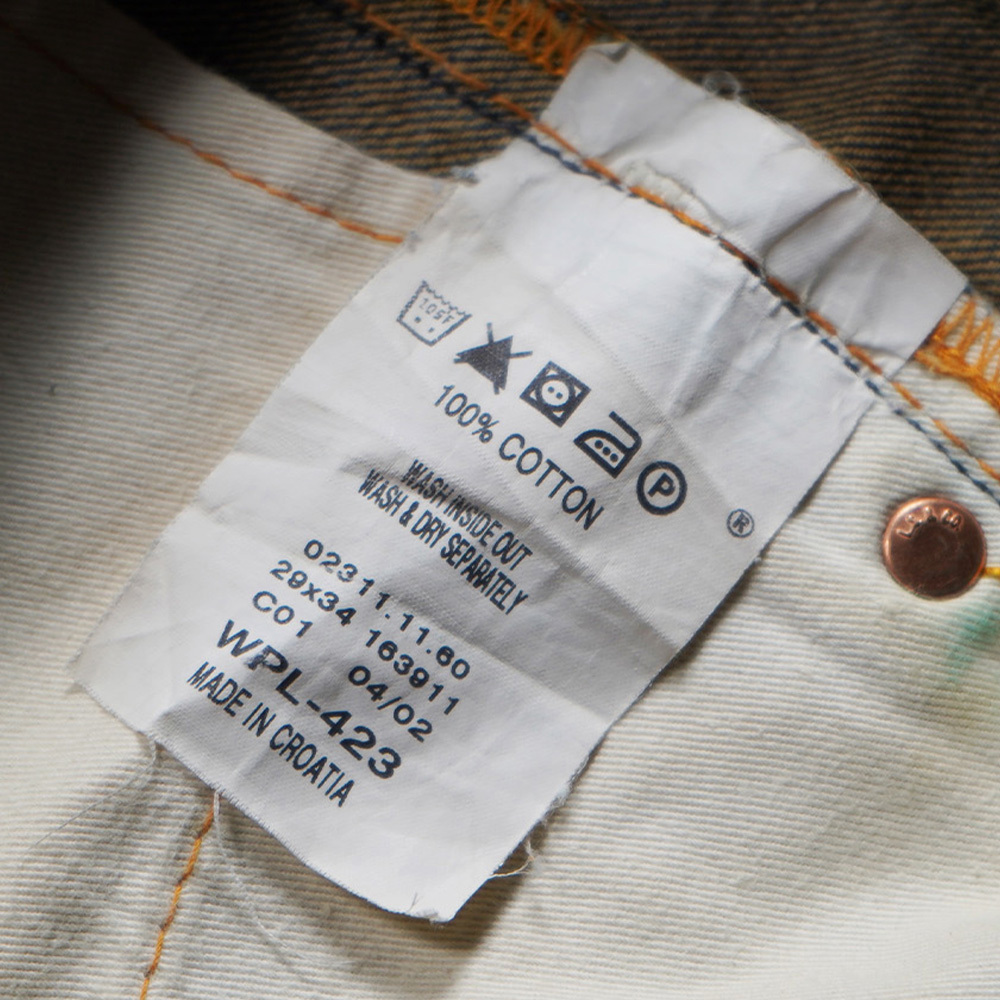 105F
P
100% COTTON
®
WASH INSIDE OUT
WASH & DRY SEPARATELY
02311.11.60
29x34 163911
C01 04/02
WPL-423
MADE IN CROATIA